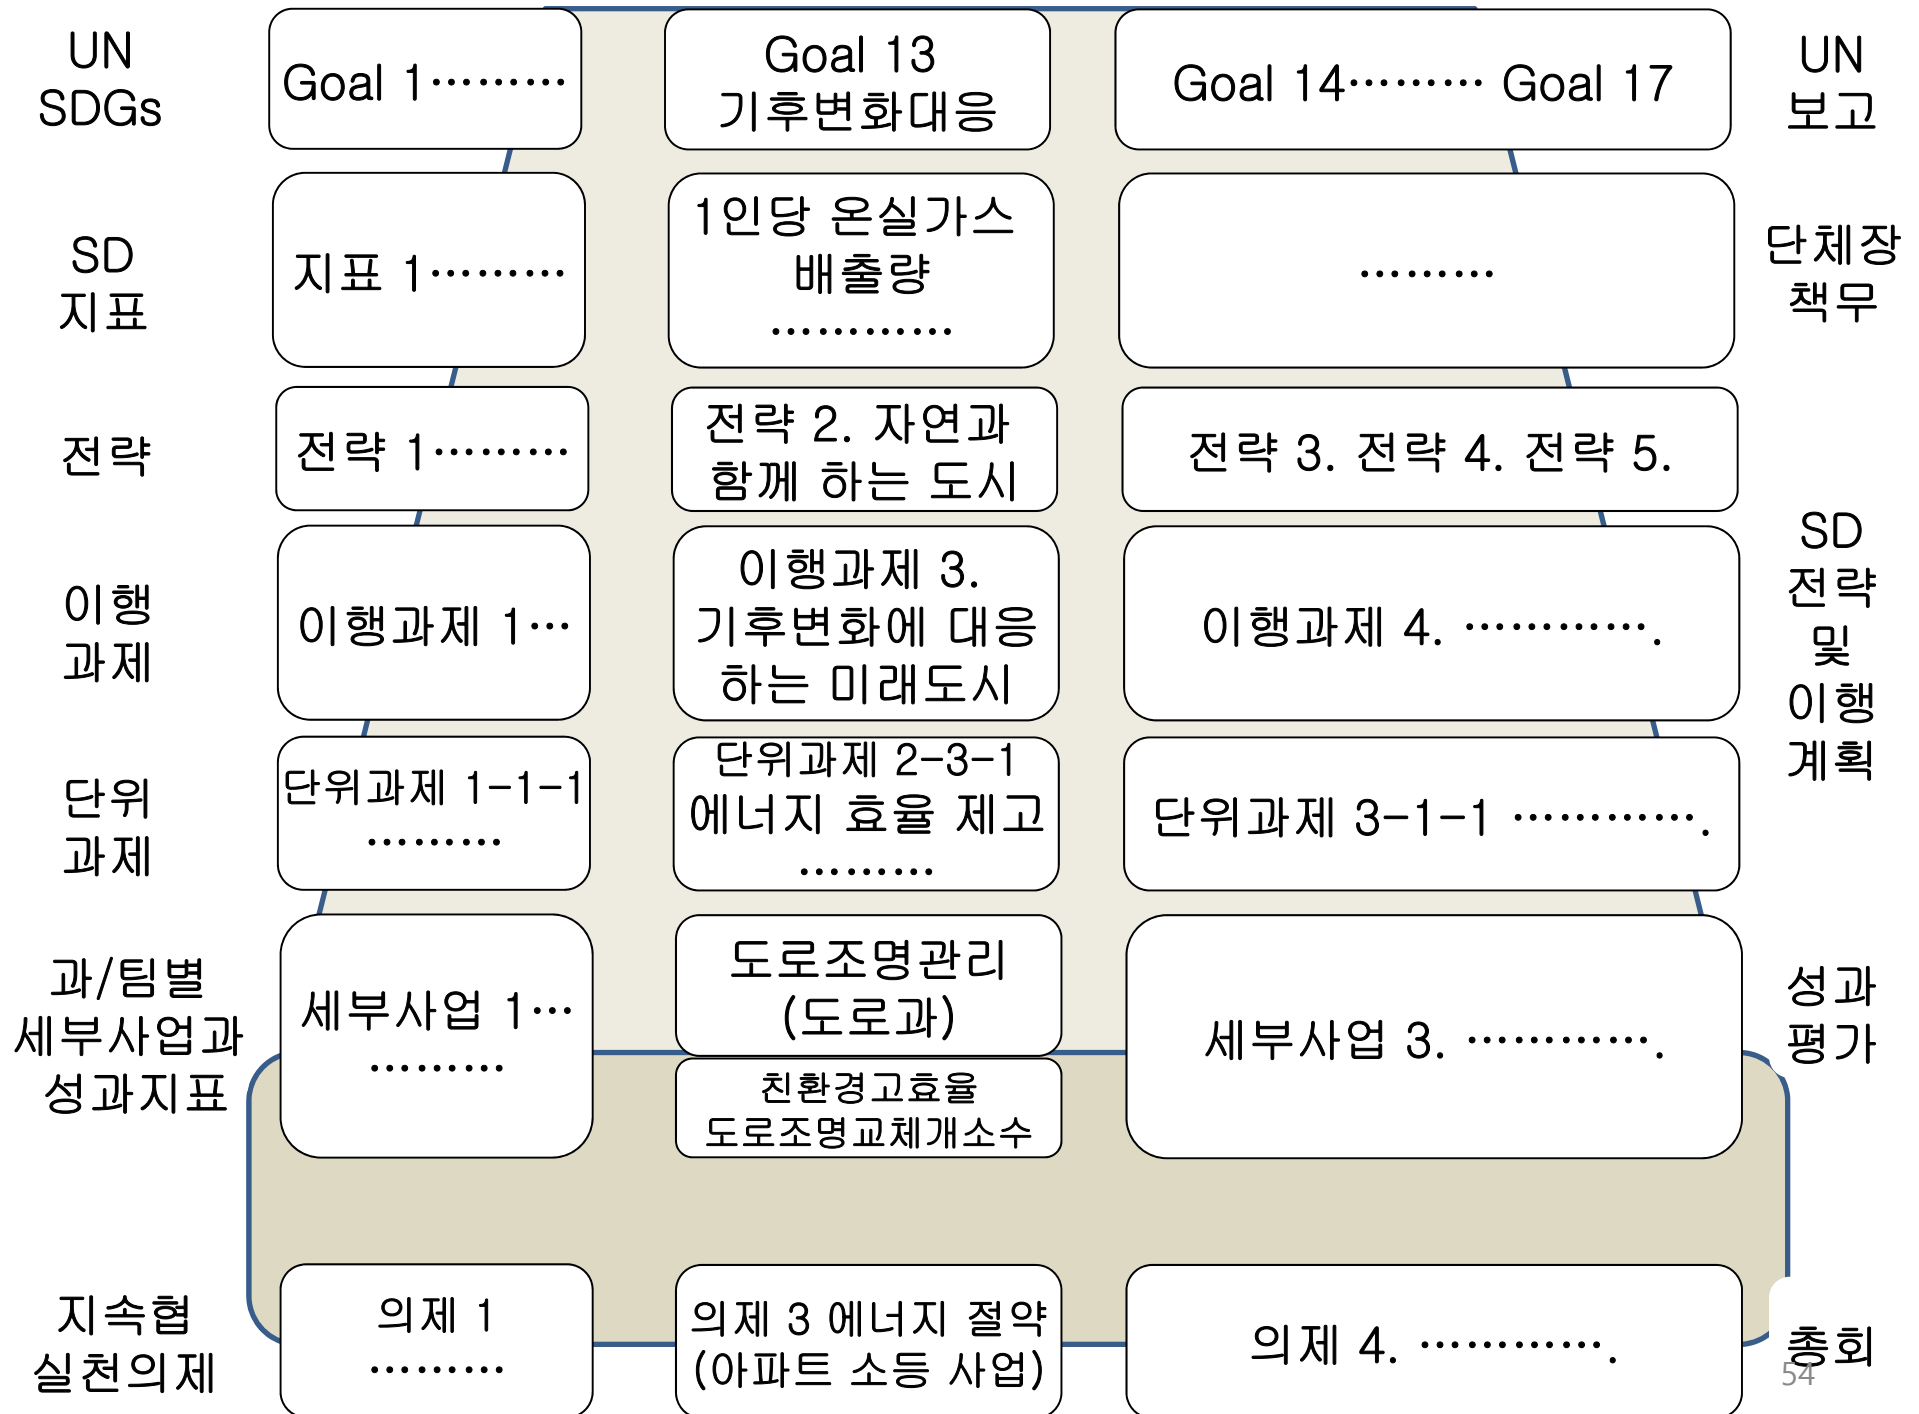 UN
SDGs
Goal 1………
Goal 13
기후변화대응
Goal 14……… Goal 17
UN
보고
SD
지표
지표 1………
1인당 온실가스
배출량
…………
………
단체장
책무
전략
전략 1………
전략 2. 자연과
함께 하는 도시
전략 3. 전략 4. 전략 5.
이행
과제
이행과제 1…
이행과제 3.
기후변화에 대응
하는 미래도시
이행과제 4. ………….
SD
전략
및
이행
계획
단위
과제
단위과제 1-1-1
………
단위과제 2-3-1
에너지 효율 제고
………
단위과제 3-1-1 ………….
과/팀별
세부사업과
성과지표
세부사업 1…
………
도로조명관리
(도로과)
친환경고효율
도로조명교체개소수
세부사업 3. ………….
성과
평가
지속협
실천의제
의제 1
………
의제 3 에너지 절약
(아파트 소등 사업)
의제 4. ………….
총회
54